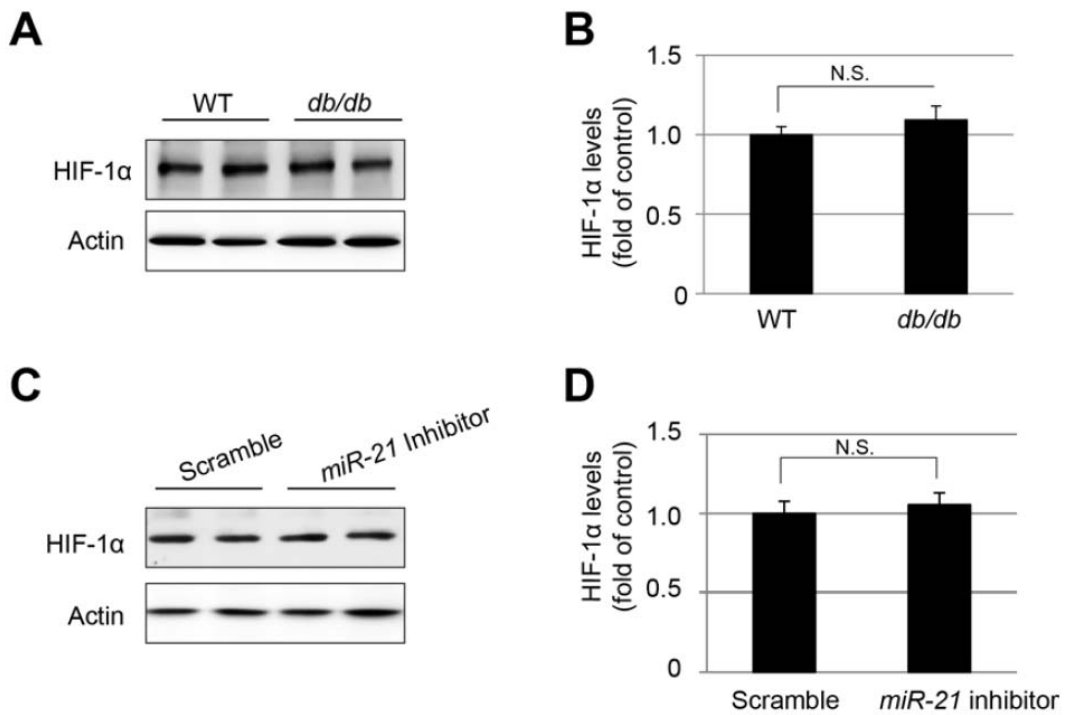 A
WT db/db
HIF-1α
Actin
B
HIF-1α levels
(fold of control)
1.5
1.0
0.5
0
N.S.
WT db/db
C
Scramble miR-21 Inhibitor
HIF-1α
Actin
D
HIF-1α levels
(fold of control)
1.5
1.0
0.5
0
N.S.
Scramble miR-21 inhibitor